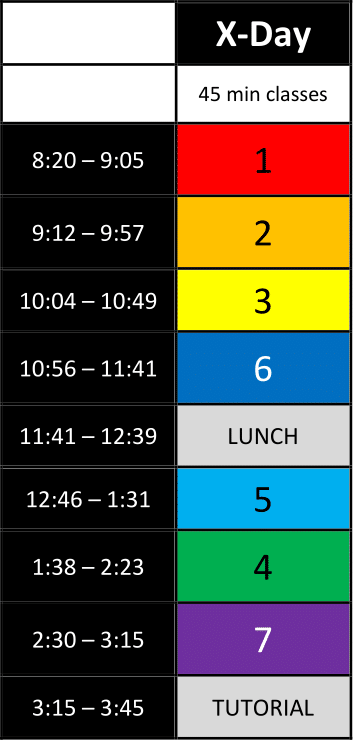 X-Day
45 min classes
8:20 – 9:05 1
9:12 – 9:57 2
10:04 – 10:49 3
10:56 – 11:41 6
11:41 – 12:39 LUNCH
12:46 – 1:31 5
1:38 – 2:23 4
2:30 – 3:15 7
3:15 – 3:45 TUTORIAL